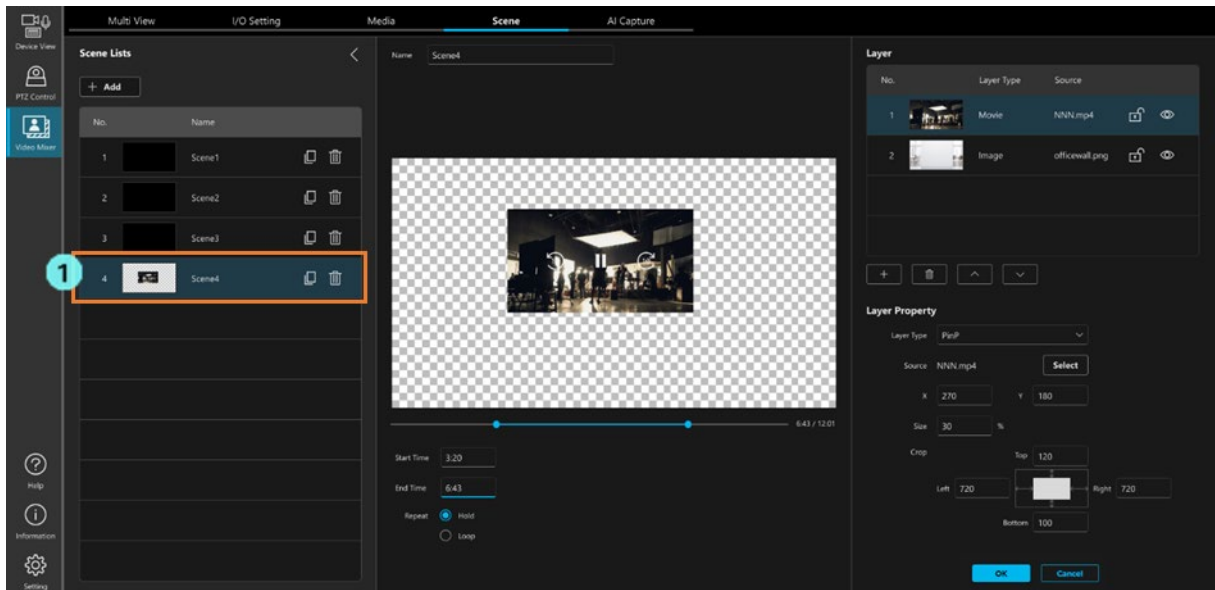 Multi View I/O Setting Media Scene AI Capture
Device View
PTZ Control
Video Mixer
Help
Information
Setting
Scene Lists
+ Add
No. Name
1 Scene1
2 Scene2
3 Scene3
1
4 Scene4
Name Scene4
6:43 / 12:01
Start Time 3:20
End Time 6:43
Repeat Hold
Loop
Layer
No. Layer Type Source
1 Movie NNN.mp4
2 Image officewall.png
Layer Property
Layer Type PinP
Source NNN.mp4 Select
X 270 Y 180
Size 30 %
Crop Top 120
Left 720 Right 720
Bottom 100
OK Cancel